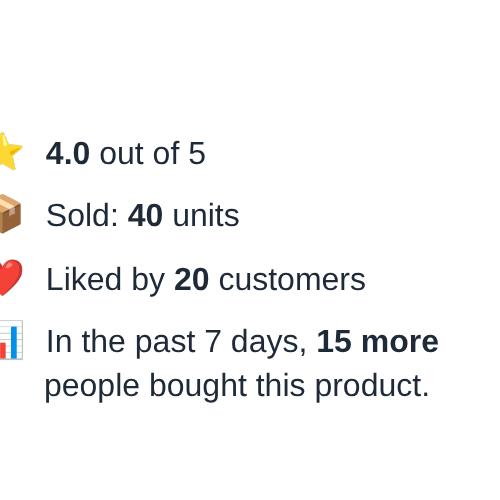 4.0 out of 5
Sold: 40 units
Liked by 20 customers
In the past 7 days, 15 more
people bought this product.